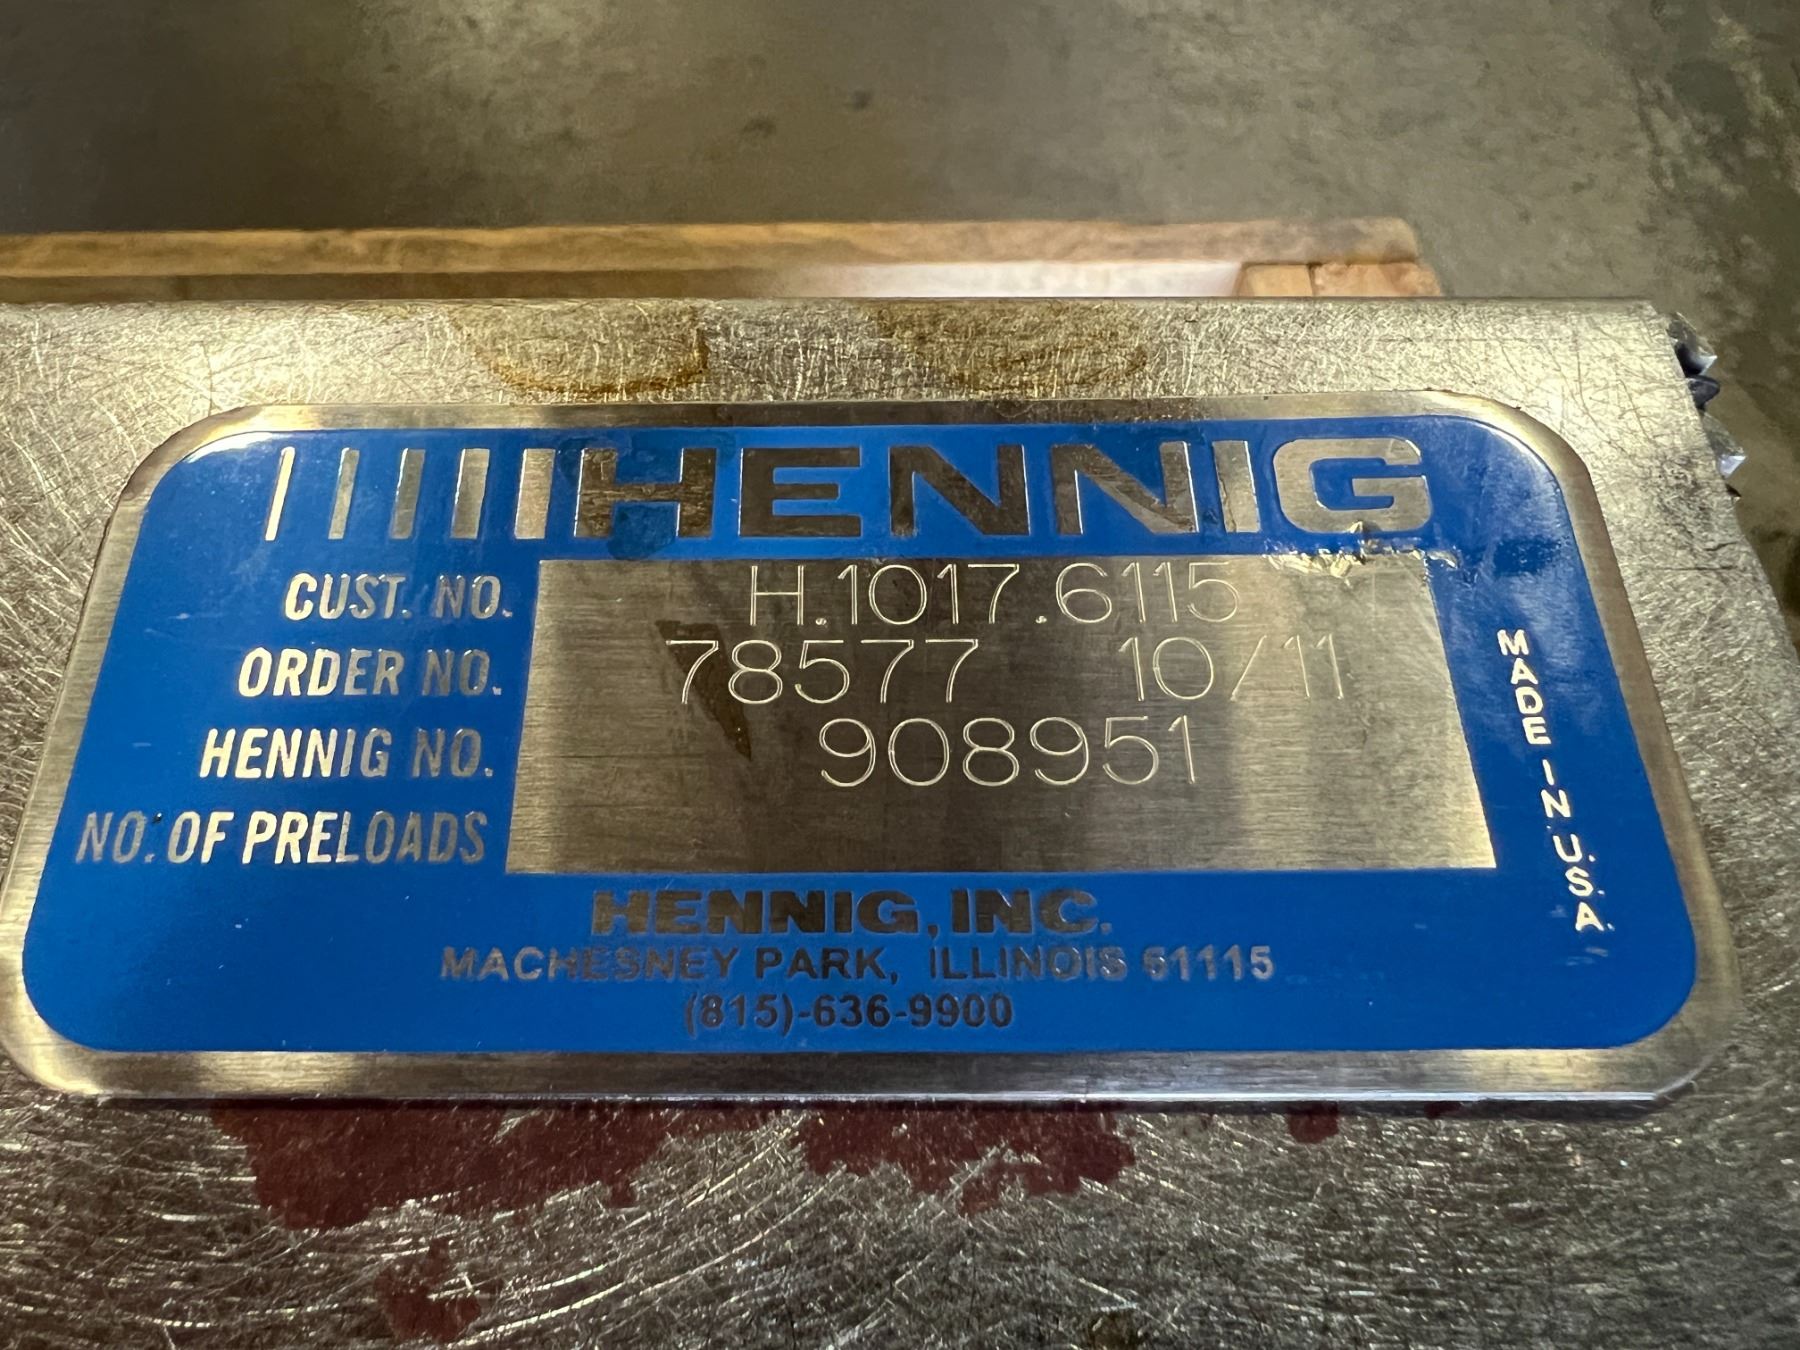 HENNIG
CUST. NO. H.1017.6115
ORDER NO. 78577 10/11
HENNIG NO. 908951
NO. OF PRELOADS
MADE IN U.S.A.
HENNIG, INC.
MACHESNEY PARK, ILLINOIS 61115
(815)-636-9900